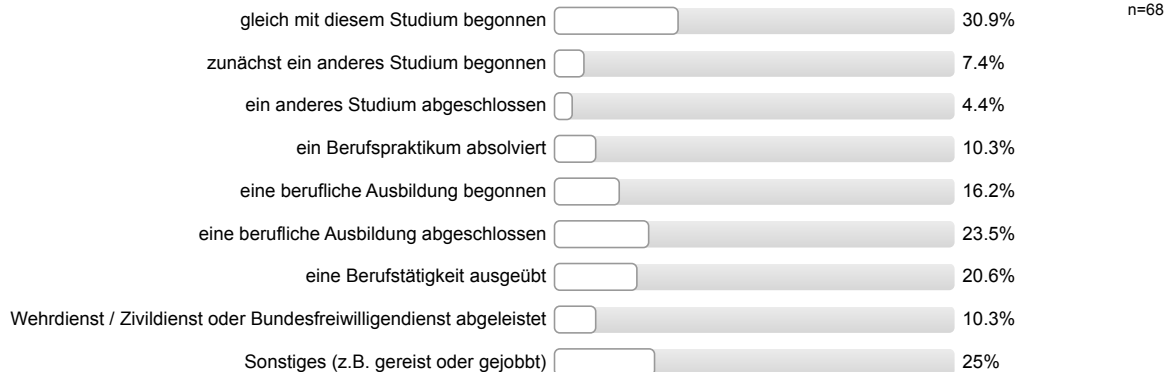 gleich mit diesem Studium begonnen 30.9% n=68
zunächst ein anderes Studium begonnen 7.4%
ein anderes Studium abgeschlossen 4.4%
ein Berufspraktikum absolviert 10.3%
eine berufliche Ausbildung begonnen 16.2%
eine berufliche Ausbildung abgeschlossen 23.5%
eine Berufstätigkeit ausgeübt 20.6%
Wehrdienst / Zivildienst oder Bundesfreiwilligendienst abgeleistet 10.3%
Sonstiges (z.B. gereist oder gejobbt) 25%